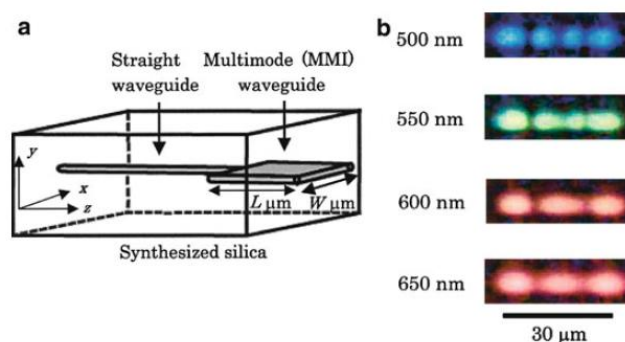 a
Straight Multimode (MMI)
waveguide waveguide
y
x
z
L μm
W μm
Synthesized silica
b
500 nm
550 nm
600 nm
650 nm
30 μm